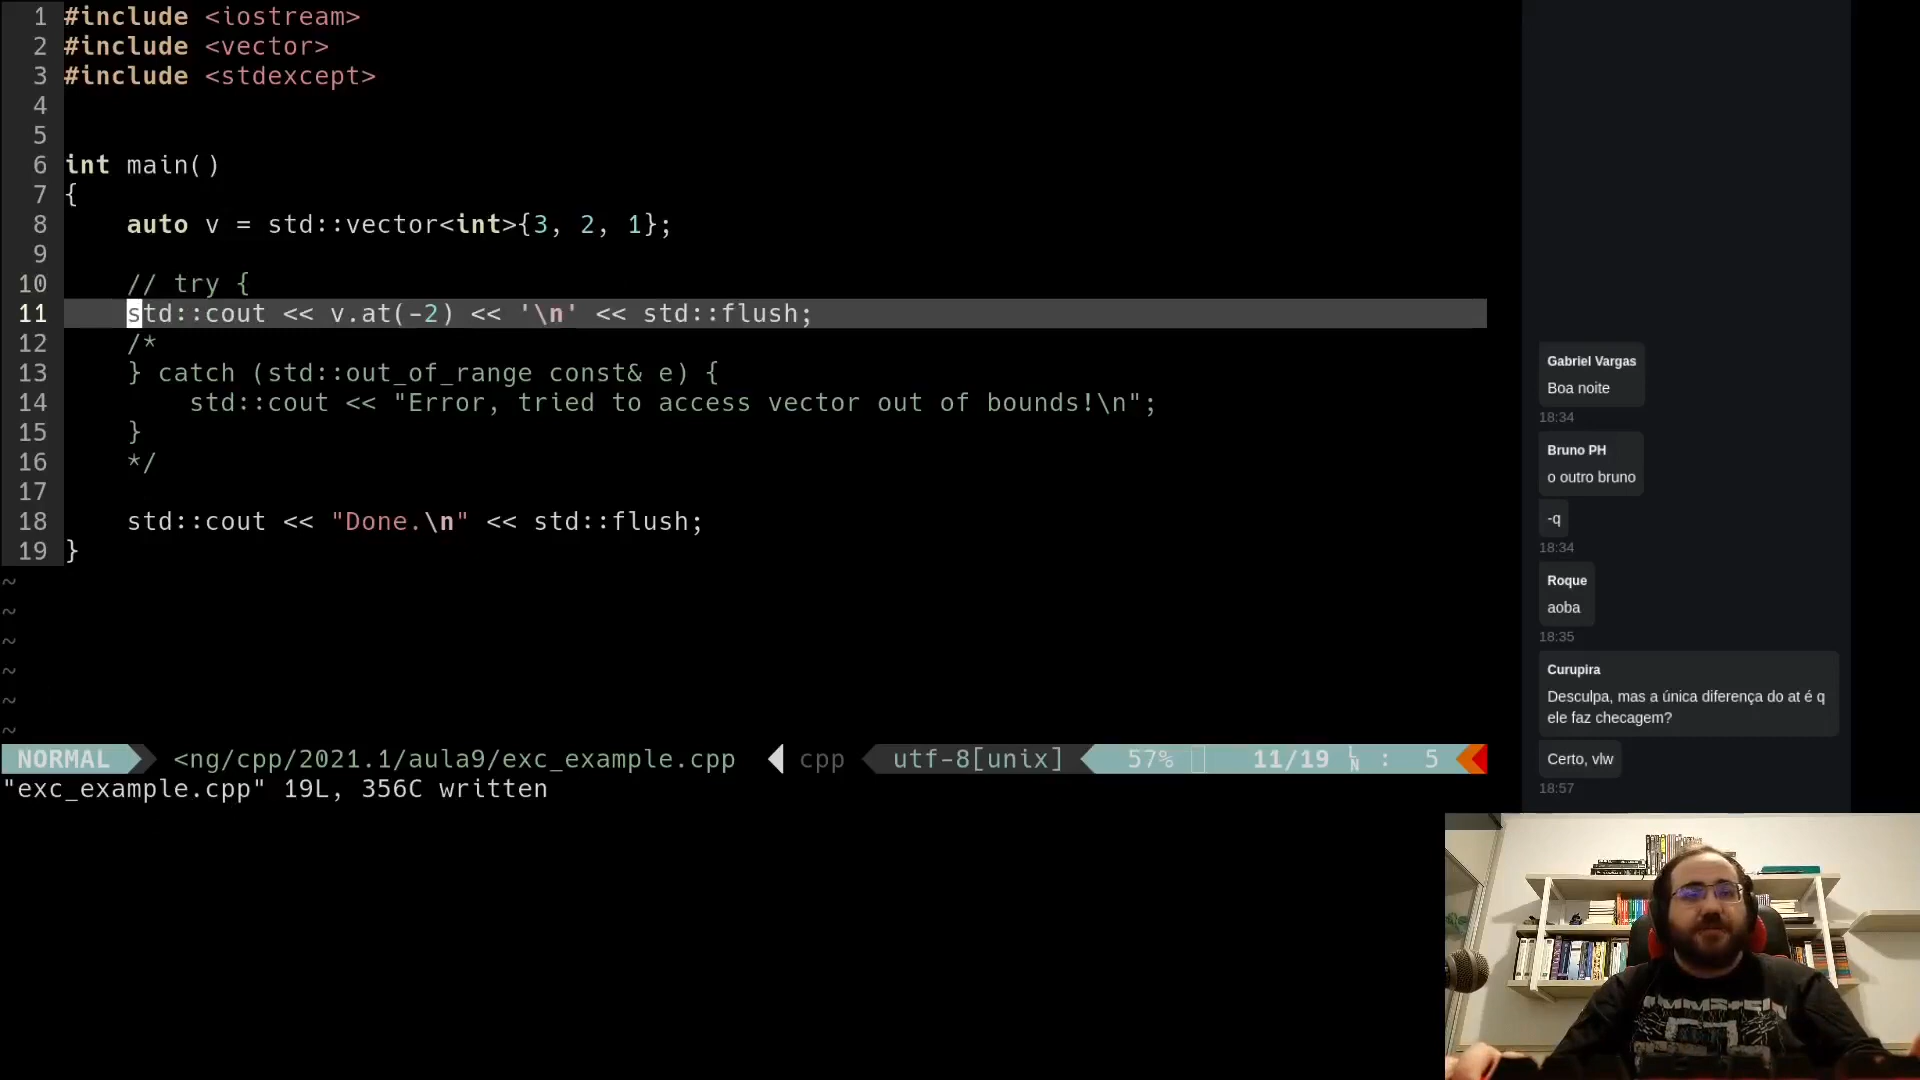 1 #include <iostream>
2 #include <vector>
3 #include <stdexcept>
4
5
6 int main()
7 {
8     auto v = std::vector<int>{3, 2, 1};
9
10     // try {
11     std::cout << v.at(-2) << '\n' << std::flush;
12     /*
13     } catch (std::out_of_range const& e) {
14         std::cout << "Error, tried to access vector out of bounds!\n";
15     }
16     */
17
18     std::cout << "Done.\n" << std::flush;
19 }
~
~
~
~
~
~
NORMAL <ng/cpp/2021.1/aula9/exc_example.cpp cpp utf-8[unix] 57% 11/19 LN : 5
"exc_example.cpp" 19L, 356C written
Gabriel Vargas
Boa noite
18:34
Bruno PH
o outro bruno
-q
18:34
Roque
aoba
18:35
Curupira
Desculpa, mas a única diferença do at é q
ele faz checagem?
Certo, vlw
18:57
RAMMSTEIN